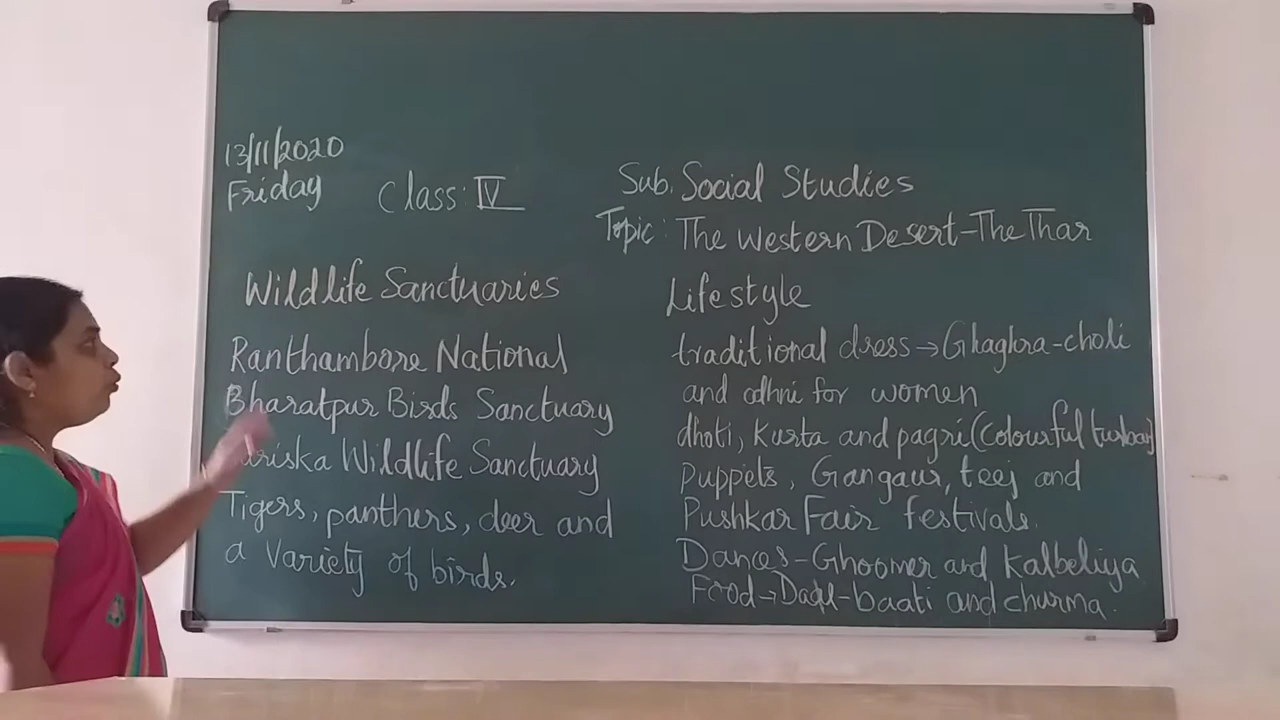 13/11/2020
Friday
Class: IV
Sub. Social Studies
Topic: The Western Desert-The Thar
Wildlife Sanctuaries
Ranthambore National
Bharatpur Birds Sanctuary
riska Wildlife Sanctuary
Tigers, panthers, deer and
a Variety of birds.
Lifestyle
traditional dress→Ghaghra-choli
and odhni for women
dhoti, Kurta and pagri(Colourful turban)
puppets, Gangaur, teej and
Pushkar Fair festivals.
Dances-Ghoomer and Kalbeliya
Food→Daal-baati and churma.